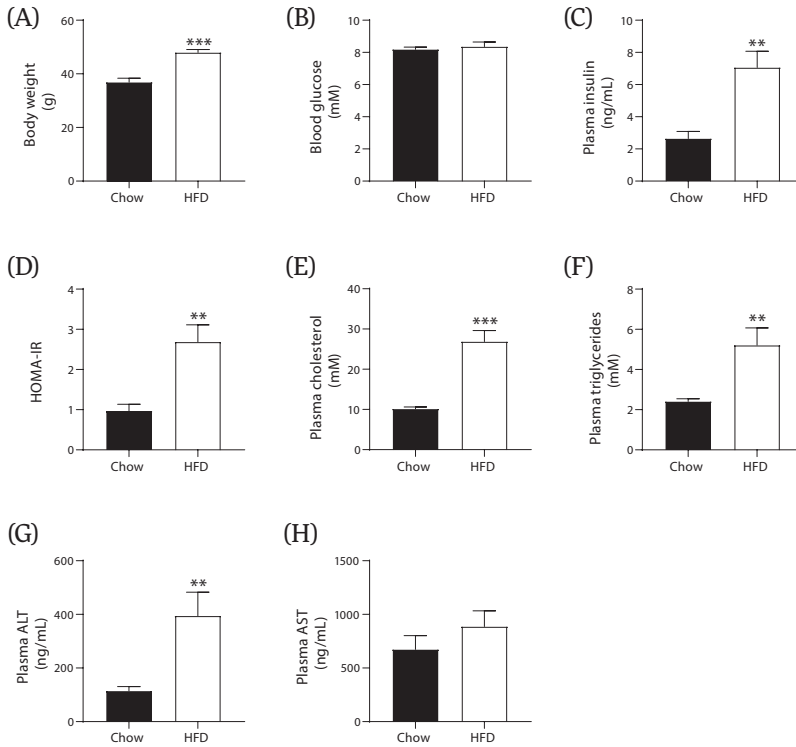 (A)
Body weight
(g)
60
40
20
0
***
Chow HFD
(B)
Blood glucose
(mM)
10
8
6
4
2
0
Chow HFD
(C)
Plasma insulin
(ng/mL)
10
8
6
4
2
0
**
Chow HFD
(D)
HOMA-IR
4
3
2
1
0
**
Chow HFD
(E)
Plasma cholesterol
(mM)
40
30
20
10
0
***
Chow HFD
(F)
Plasma triglycerides
(mM)
8
6
4
2
0
**
Chow HFD
(G)
Plasma ALT
(ng/mL)
600
400
200
0
**
Chow HFD
(H)
Plasma AST
(ng/mL)
1500
1000
500
0
Chow HFD